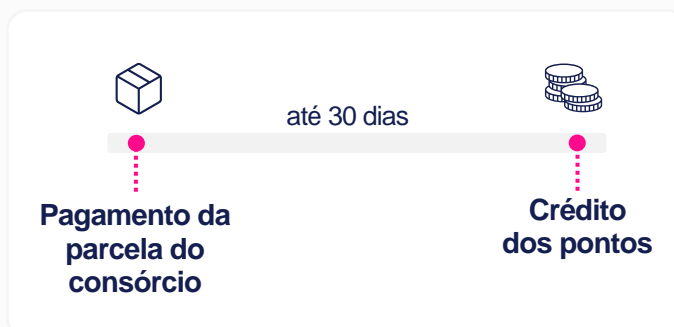 até 30 dias
Pagamento da
parcela do
consórcio
Crédito
dos pontos